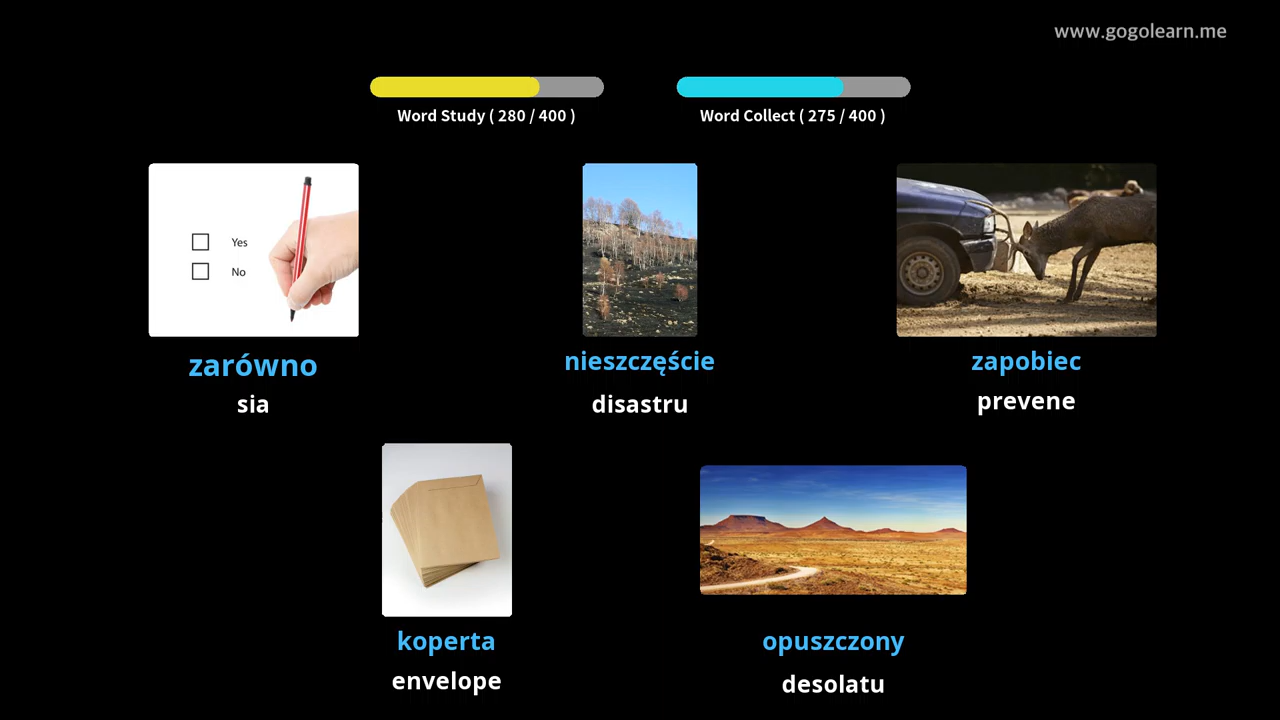 www.gogolearn.me
Word Study ( 280 / 400 )
Word Collect ( 275 / 400 )
Yes
No
zarówno
sia
nieszczęście
disastru
zapobiec
prevene
koperta
envelope
opuszczony
desolatu